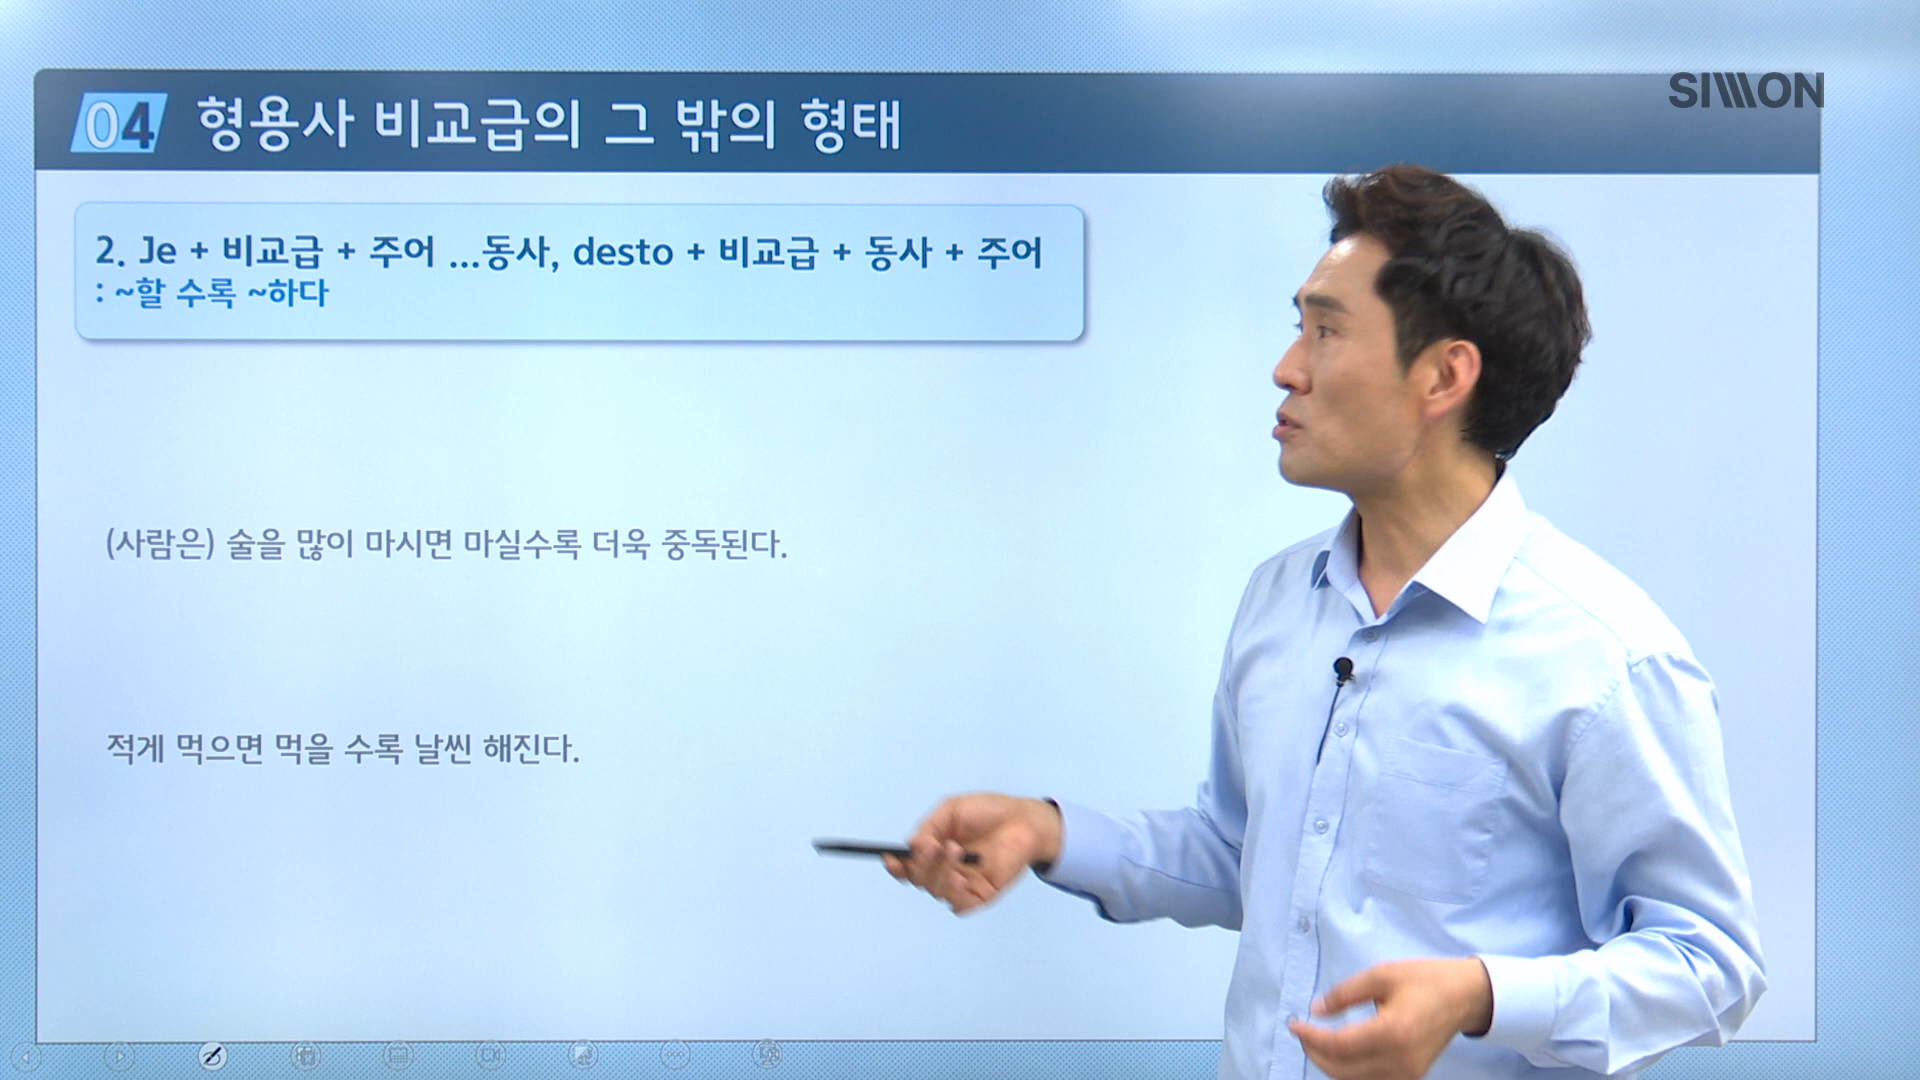 SIMON
04 형용사 비교급의 그 밖의 형태
2. Je + 비교급 + 주어 ...동사, desto + 비교급 + 동사 + 주어
: ~할 수록 ~하다
(사람은) 술을 많이 마시면 마실수록 더욱 중독된다.
적게 먹으면 먹을 수록 날씬 해진다.